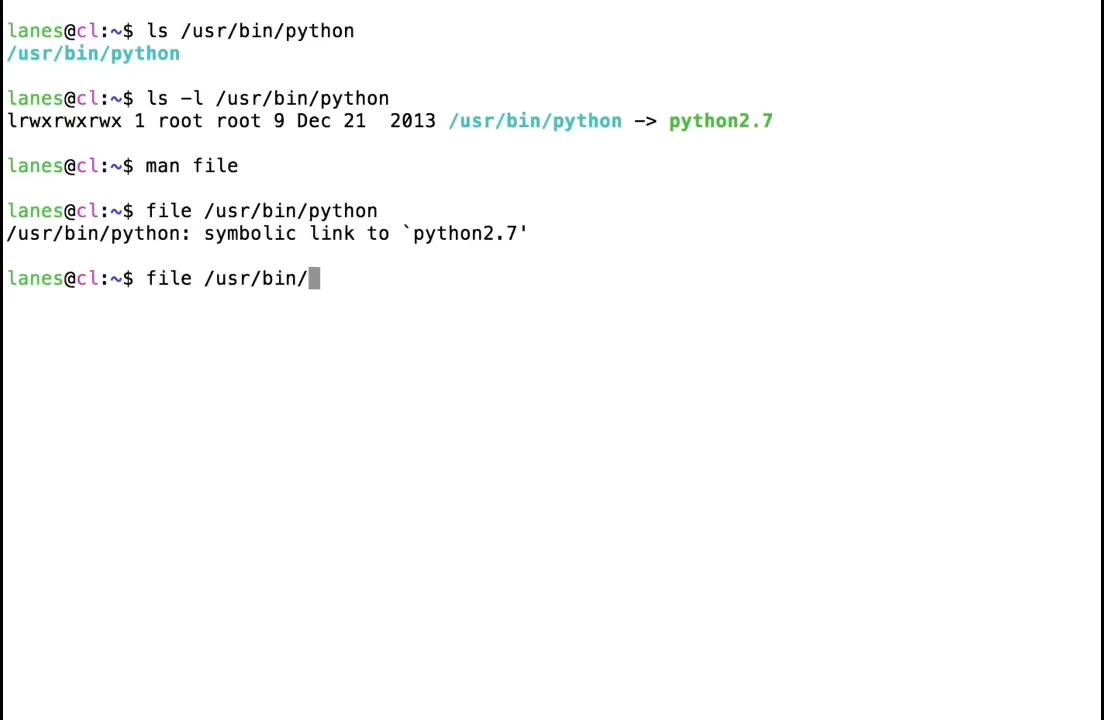 lanes@cl:~$ ls /usr/bin/python
/usr/bin/python
lanes@cl:~$ ls -l /usr/bin/python
lrwxrwxrwx 1 root root 9 Dec 21  2013 /usr/bin/python -> python2.7
lanes@cl:~$ man file
lanes@cl:~$ file /usr/bin/python
/usr/bin/python: symbolic link to `python2.7'
lanes@cl:~$ file /usr/bin/